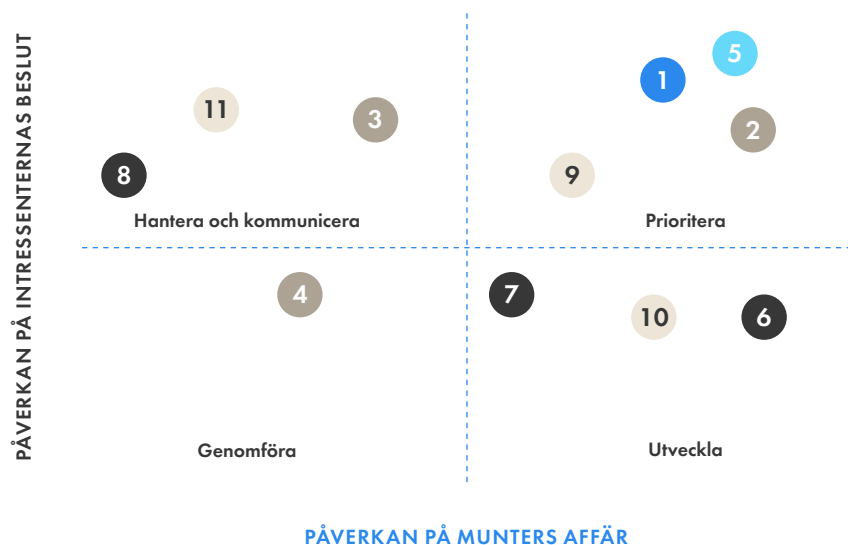 PÅVERKAN PÅ INTRESSENTERNAS BESLUT
5
1
11
3
2
8
9
Hantera och kommunicera
Prioritera
4
7
10
6
Genomföra
Utveckla
PÅVERKAN PÅ MUNTERS AFFÄR